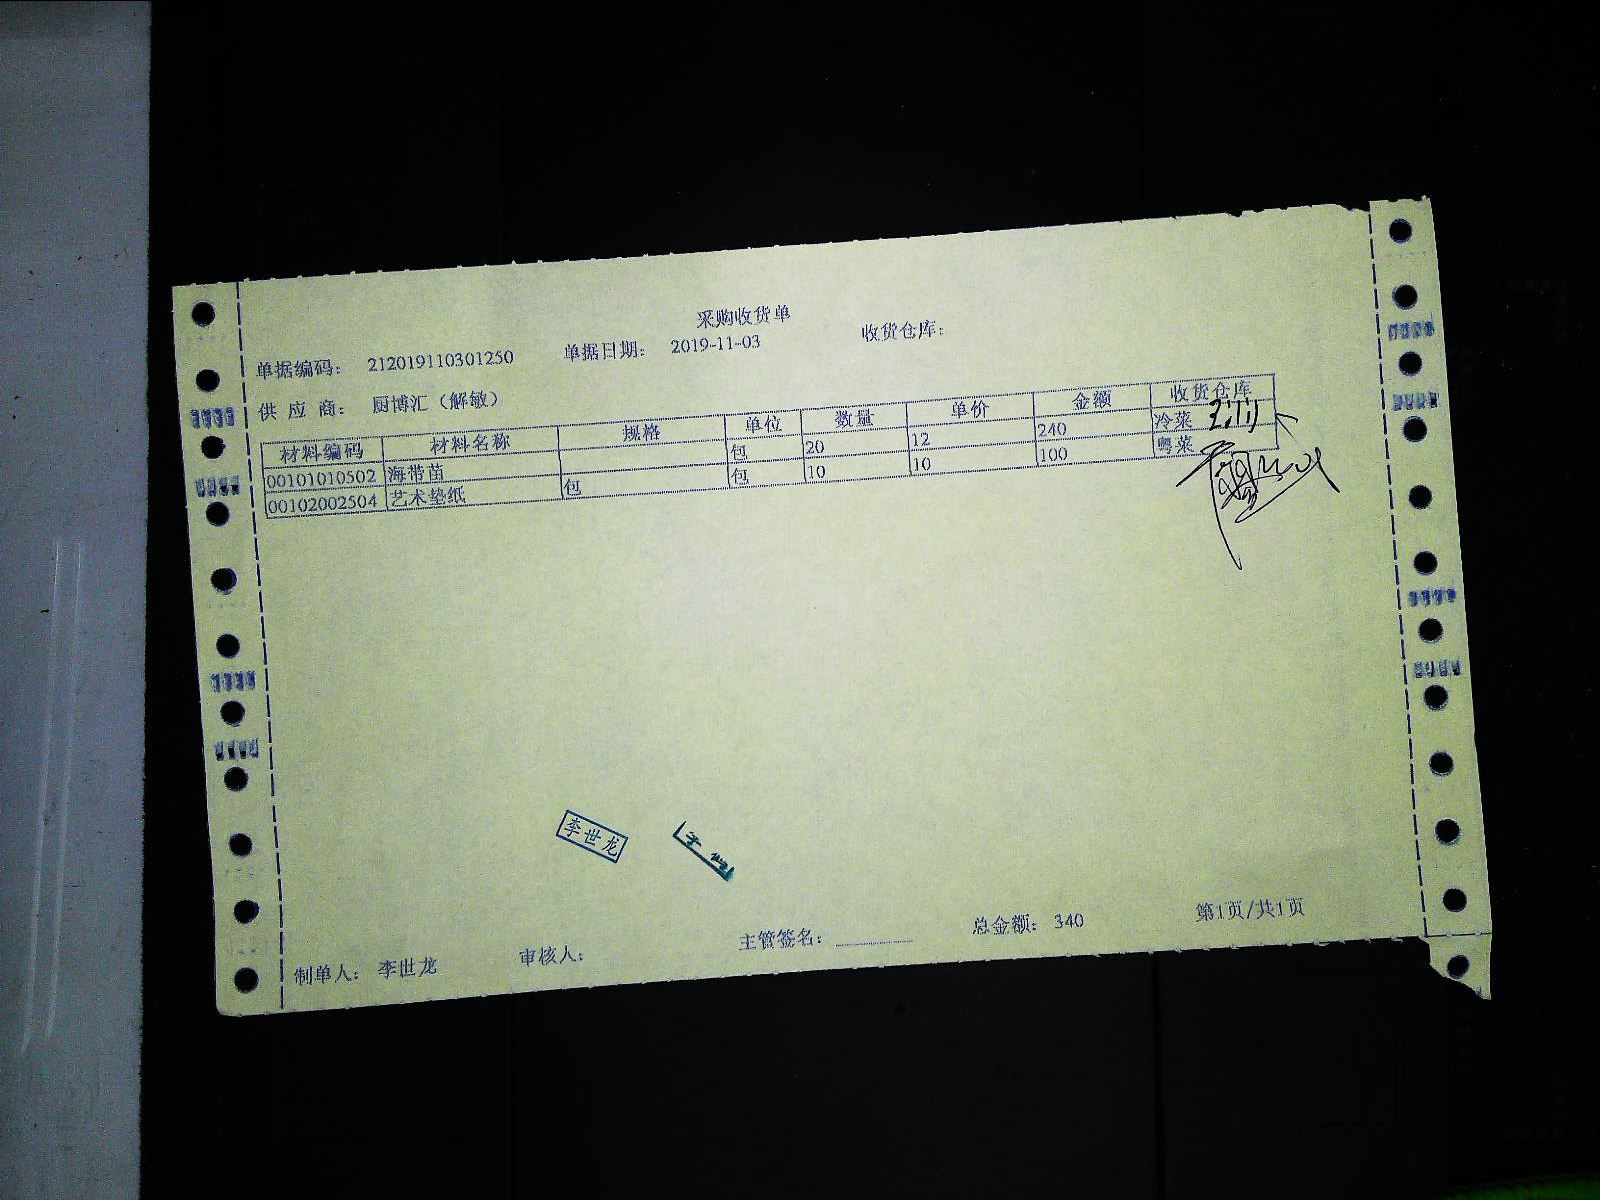 采购收货单
单据编码： 212019110301250 单据日期： 2019-11-03 收货仓库：
供 应 商： 厨博汇（解敏）
材料编码 材料名称 规格 单位 数量 单价 金额 收货仓库
00101010502 海带苗 包 20 12 240 冷菜
00102002504 艺术垫纸 包 包 10 10 100 粤菜
李世龙
制单人： 李世龙 审核人： 主管签名： 总金额： 340 第1页/共1页